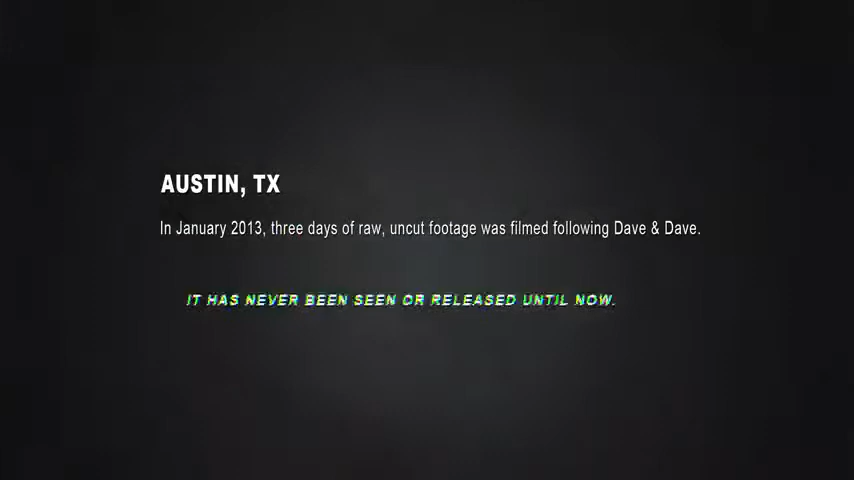 AUSTIN, TX
In January 2013, three days of raw, uncut footage was filmed following Dave & Dave.
IT HAS NEVER BEEN SEEN OR RELEASED UNTIL NOW.